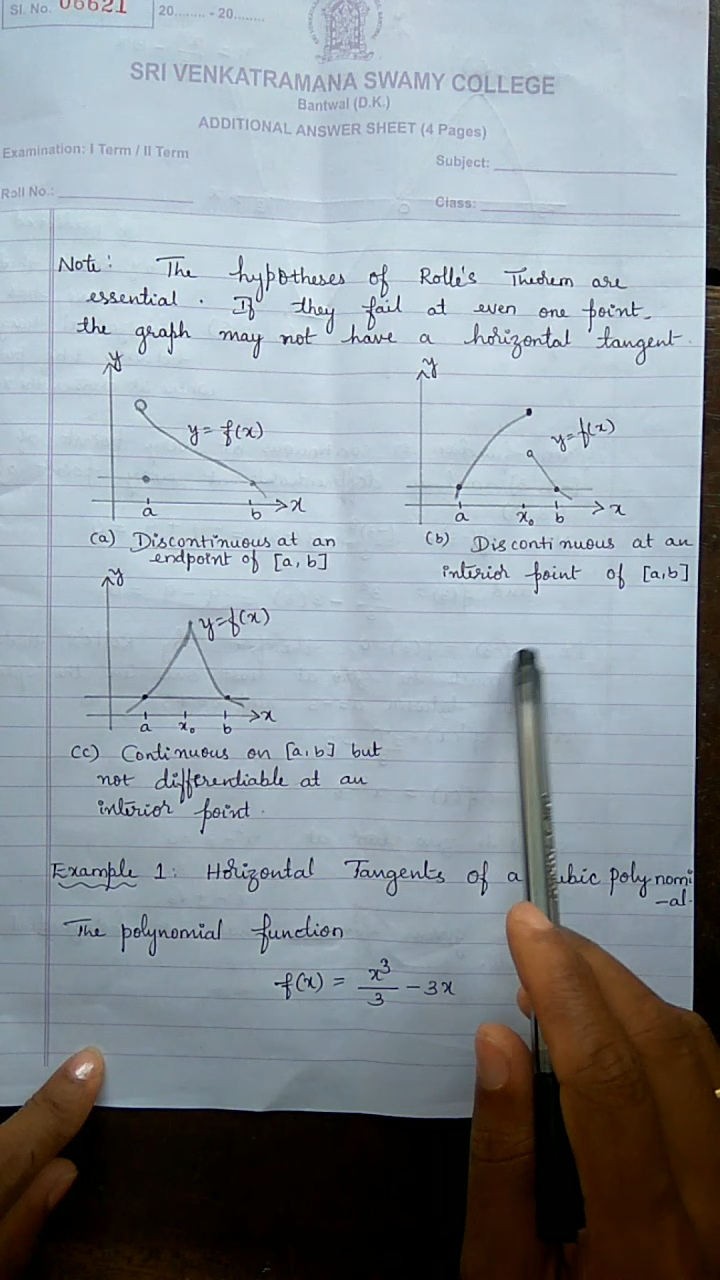 Sl. No. 06621
20........ - 20........
SRI VENKATRAMANA SWAMY COLLEGE
Bantwal (D.K.)
ADDITIONAL ANSWER SHEET (4 Pages)
Examination: I Term / II Term
Subject:
Roll No.:
Class:
Note: The hypotheses of Rolle's Theorem are
essential. If they fail at even one point.
the graph may not have a horizontal tangent.
y
y = f(x)
a b > x
y
y = f(x)
a x₀ b > x
(a) Discontinuous at an
endpoint of [a, b]
(b) Discontinuous at an
interior point of [a, b]
y
y = f(x)
a x₀ b > x
(c) Continuous on [a, b] but
not differentiable at an
interior point.
Example 1: Horizontal Tangents of a polynomi
-al.
The polynomial function
f(x) = x³/3 - 3x